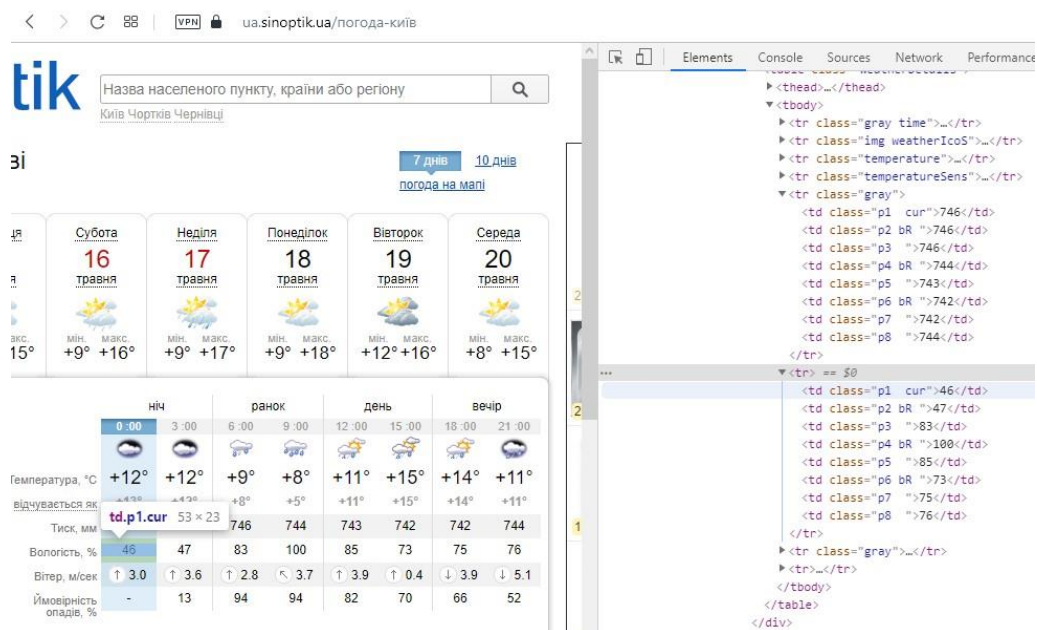 VPN ua.sinoptik.ua/погода-київ
tik
Назва населеного пункту, країни або регіону
Київ Чортків Чернівці
ві
7 днів 10 днів
погода на мапі
Субота Неділя Понеділок Вівторок Середа
16 17 18 19 20
травня травня травня травня травня
мін. макс. мін. макс. мін. макс. мін. макс. мін. макс.
15° +9° +16° +9° +17° +9° +18° +12° +16° +8° +15°
ніч ранок день вечір
0 :00 3 :00 6 :00 9 :00 12 :00 15 :00 18 :00 21 :00
Температура, °C +12° +12° +9° +8° +11° +15° +14° +11°
відчувається як +8° +5° +11° +15° +14° +11°
td.p1.cur 53 × 23
Тиск, мм 746 744 743 742 742 744
Вологість, % 46 47 83 100 85 73 75 76
Вітер, м/сек ↑ 3.0 ↑ 3.6 ↑ 2.8 ↖ 3.7 ↑ 3.9 ↑ 0.4 ↓ 3.9 ↓ 5.1
Ймовірність опадів, % - 13 94 94 82 70 66 52
Elements Console Sources Network Performance
▶<thead>…</thead>
▼<tbody>
▶<tr class="gray time">…</tr>
▶<tr class="img weatherIcoS">…</tr>
▶<tr class="temperature">…</tr>
▶<tr class="temperatureSens">…</tr>
▼<tr class="gray">
<td class="p1  cur">746</td>
<td class="p2 bR ">746</td>
<td class="p3  ">746</td>
<td class="p4 bR ">744</td>
<td class="p5  ">743</td>
<td class="p6 bR ">742</td>
<td class="p7  ">742</td>
<td class="p8  ">744</td>
</tr>
… ▼<tr> == $0
<td class="p1  cur">46</td>
<td class="p2 bR ">47</td>
<td class="p3  ">83</td>
<td class="p4 bR ">100</td>
<td class="p5  ">85</td>
<td class="p6 bR ">73</td>
<td class="p7  ">75</td>
<td class="p8  ">76</td>
</tr>
▶<tr class="gray">…</tr>
▶<tr>…</tr>
</tbody>
</table>
</div>